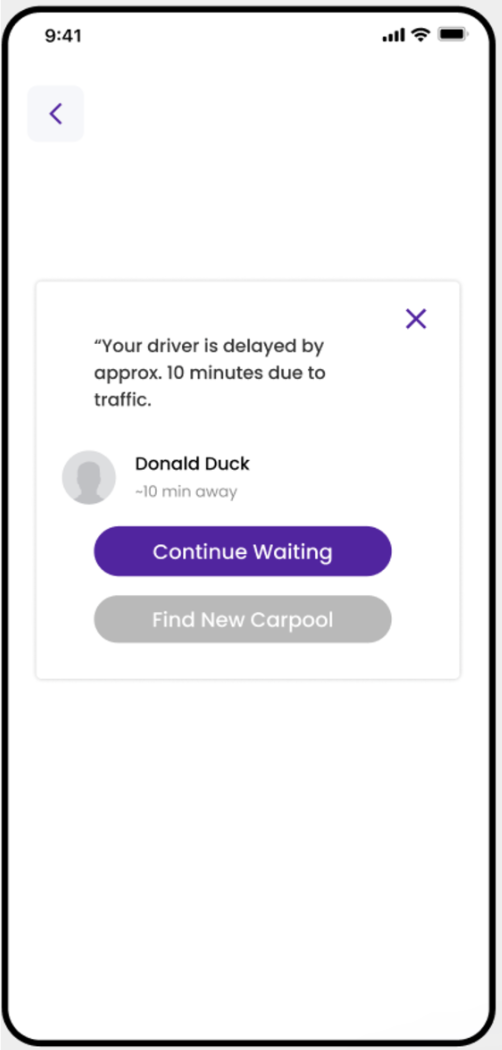 9:41
“Your driver is delayed by
approx. 10 minutes due to
traffic.
Donald Duck
~10 min away
Continue Waiting
Find New Carpool